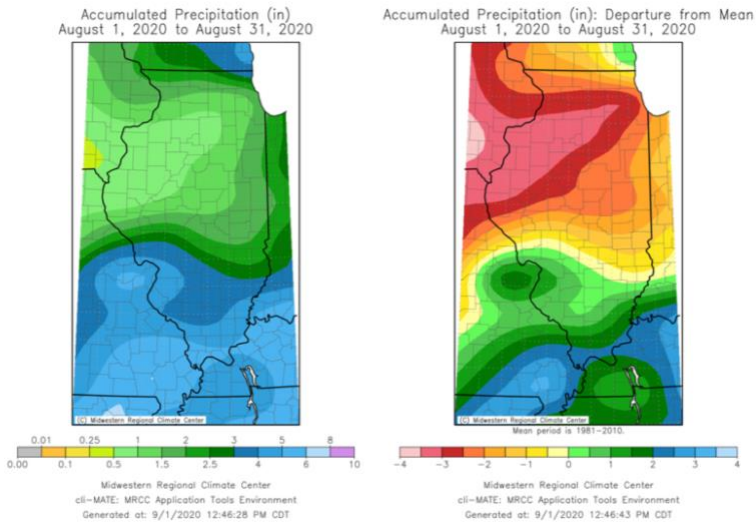 Accumulated Precipitation (in)
August 1, 2020 to August 31, 2020
(C) Midwestern Regional Climate Center
0.01 0.25 1 2 3 5 8
0.00 0.1 0.5 1.5 2.5 4 6 10
Midwestern Regional Climate Center
cli-MATE: MRCC Application Tools Environment
Generated at: 9/1/2020 12:46:28 PM CDT
Accumulated Precipitation (in): Departure from Mean
August 1, 2020 to August 31, 2020
(C) Midwestern Regional Climate Center
Mean period is 1981-2010.
-4 -3 -2 -1 0 1 2 3 4
Midwestern Regional Climate Center
cli-MATE: MRCC Application Tools Environment
Generated at: 9/1/2020 12:46:43 PM CDT